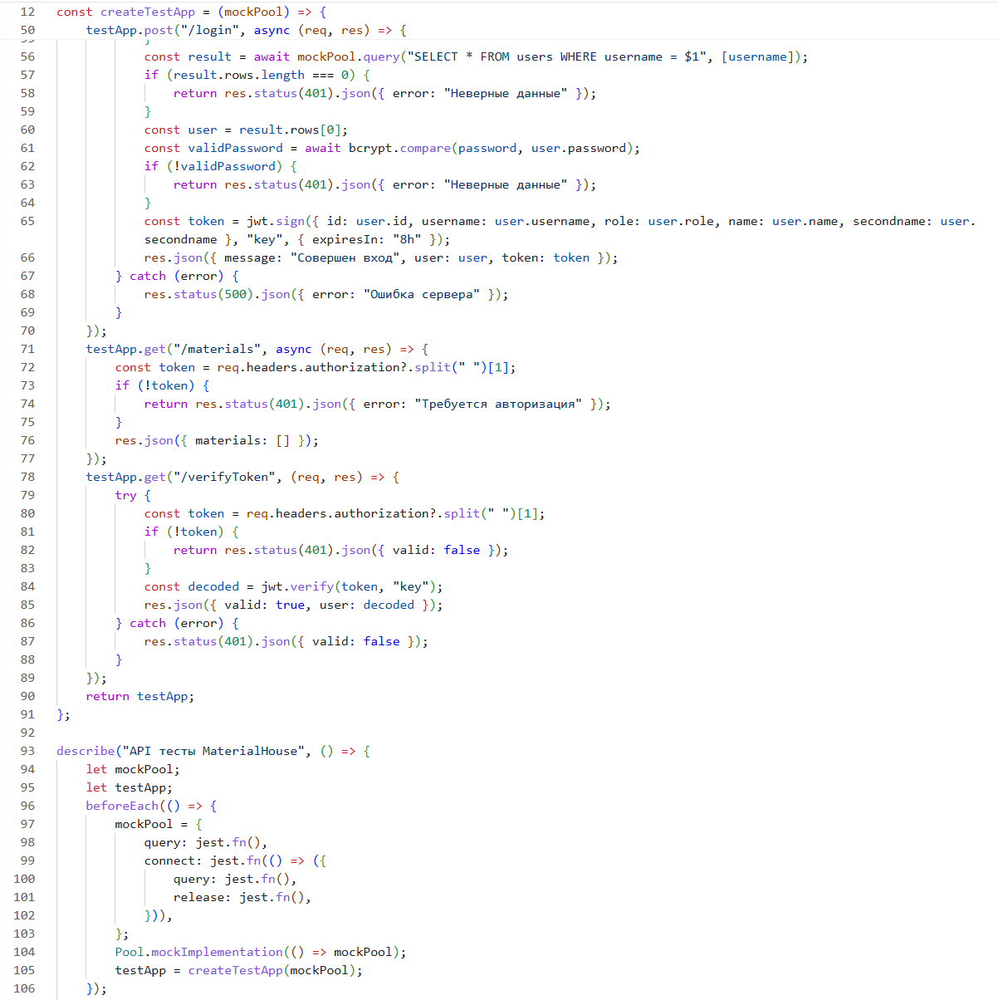 12 const createTestApp = (mockPool) => {
50     testApp.post("/login", async (req, res) => {
55             }
56             const result = await mockPool.query("SELECT * FROM users WHERE username = $1", [username]);
57             if (result.rows.length === 0) {
58                 return res.status(401).json({ error: "Неверные данные" });
59             }
60             const user = result.rows[0];
61             const validPassword = await bcrypt.compare(password, user.password);
62             if (!validPassword) {
63                 return res.status(401).json({ error: "Неверные данные" });
64             }
65             const token = jwt.sign({ id: user.id, username: user.username, role: user.role, name: user.name, secondname: user.
            secondname }, "key", { expiresIn: "8h" });
66             res.json({ message: "Совершен вход", user: user, token: token });
67         } catch (error) {
68             res.status(500).json({ error: "Ошибка сервера" });
69         }
70     });
71     testApp.get("/materials", async (req, res) => {
72         const token = req.headers.authorization?.split(" ")[1];
73         if (!token) {
74             return res.status(401).json({ error: "Требуется авторизация" });
75         }
76         res.json({ materials: [] });
77     });
78     testApp.get("/verifyToken", (req, res) => {
79         try {
80             const token = req.headers.authorization?.split(" ")[1];
81             if (!token) {
82                 return res.status(401).json({ valid: false });
83             }
84             const decoded = jwt.verify(token, "key");
85             res.json({ valid: true, user: decoded });
86         } catch (error) {
87             res.status(401).json({ valid: false });
88         }
89     });
90     return testApp;
91 };
92
93 describe("API тесты MaterialHouse", () => {
94     let mockPool;
95     let testApp;
96     beforeEach(() => {
97         mockPool = {
98             query: jest.fn(),
99             connect: jest.fn(() => ({
100                 query: jest.fn(),
101                 release: jest.fn(),
102             })),
103         };
104         Pool.mockImplementation(() => mockPool);
105         testApp = createTestApp(mockPool);
106     });